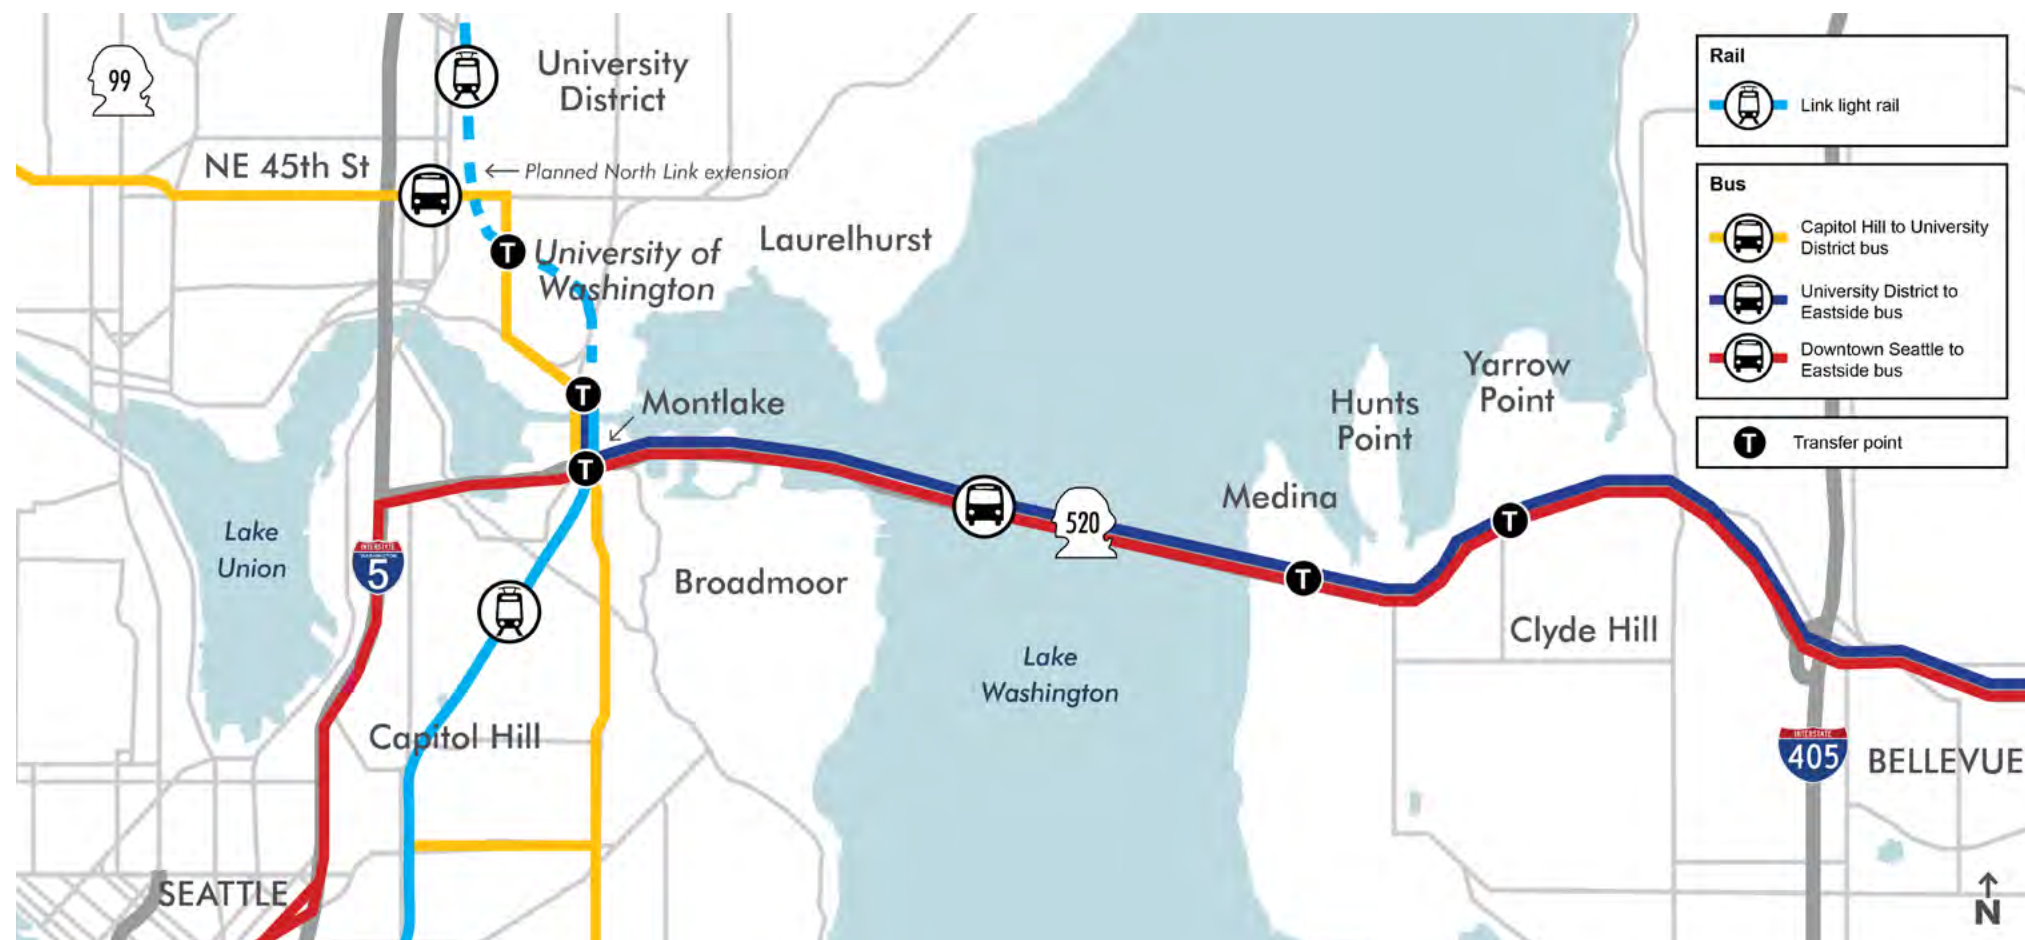 99
University
District
NE 45th St
Planned North Link extension
T
University of
Washington
Laurelhurst
T
Montlake
T
Lake
Union
INTERSTATE
WASHINGTON
5
Broadmoor
Capitol Hill
SEATTLE
Lake
Washington
520
Medina
T
Hunts
Point
Yarrow
Point
T
Clyde Hill
INTERSTATE
405
BELLEVUE
N
Rail
Link light rail
Bus
Capitol Hill to University
District bus
University District to
Eastside bus
Downtown Seattle to
Eastside bus
T
Transfer point